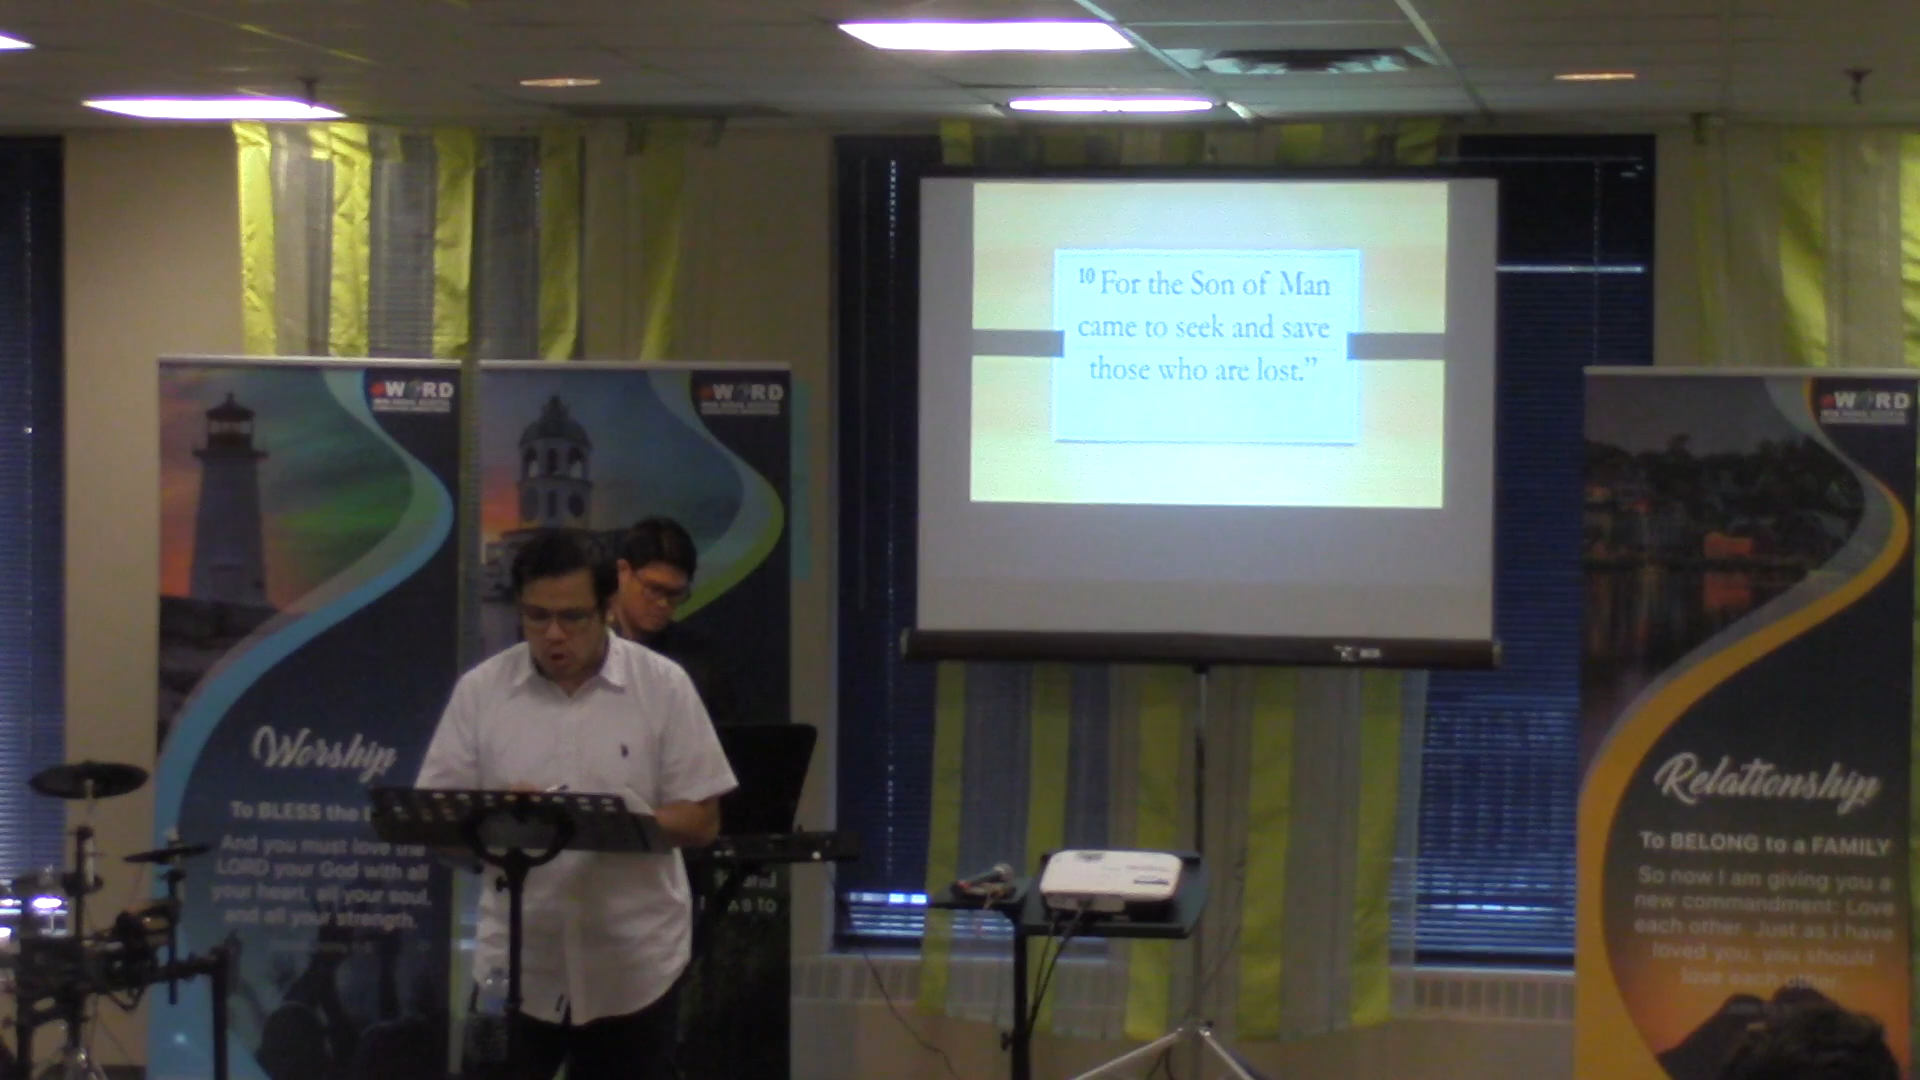 10 For the Son of Man
came to seek and save
those who are lost.”
WORD
WORD
WORD
Worship
To BLESS the
And you must love the
LORD your God with all
your heart, all your soul,
and all your strength.
and
to
Relationship
To BELONG to a FAMILY
So now I am giving you a
new commandment: Love
each other. Just as I have
loved you, you should
love each other.